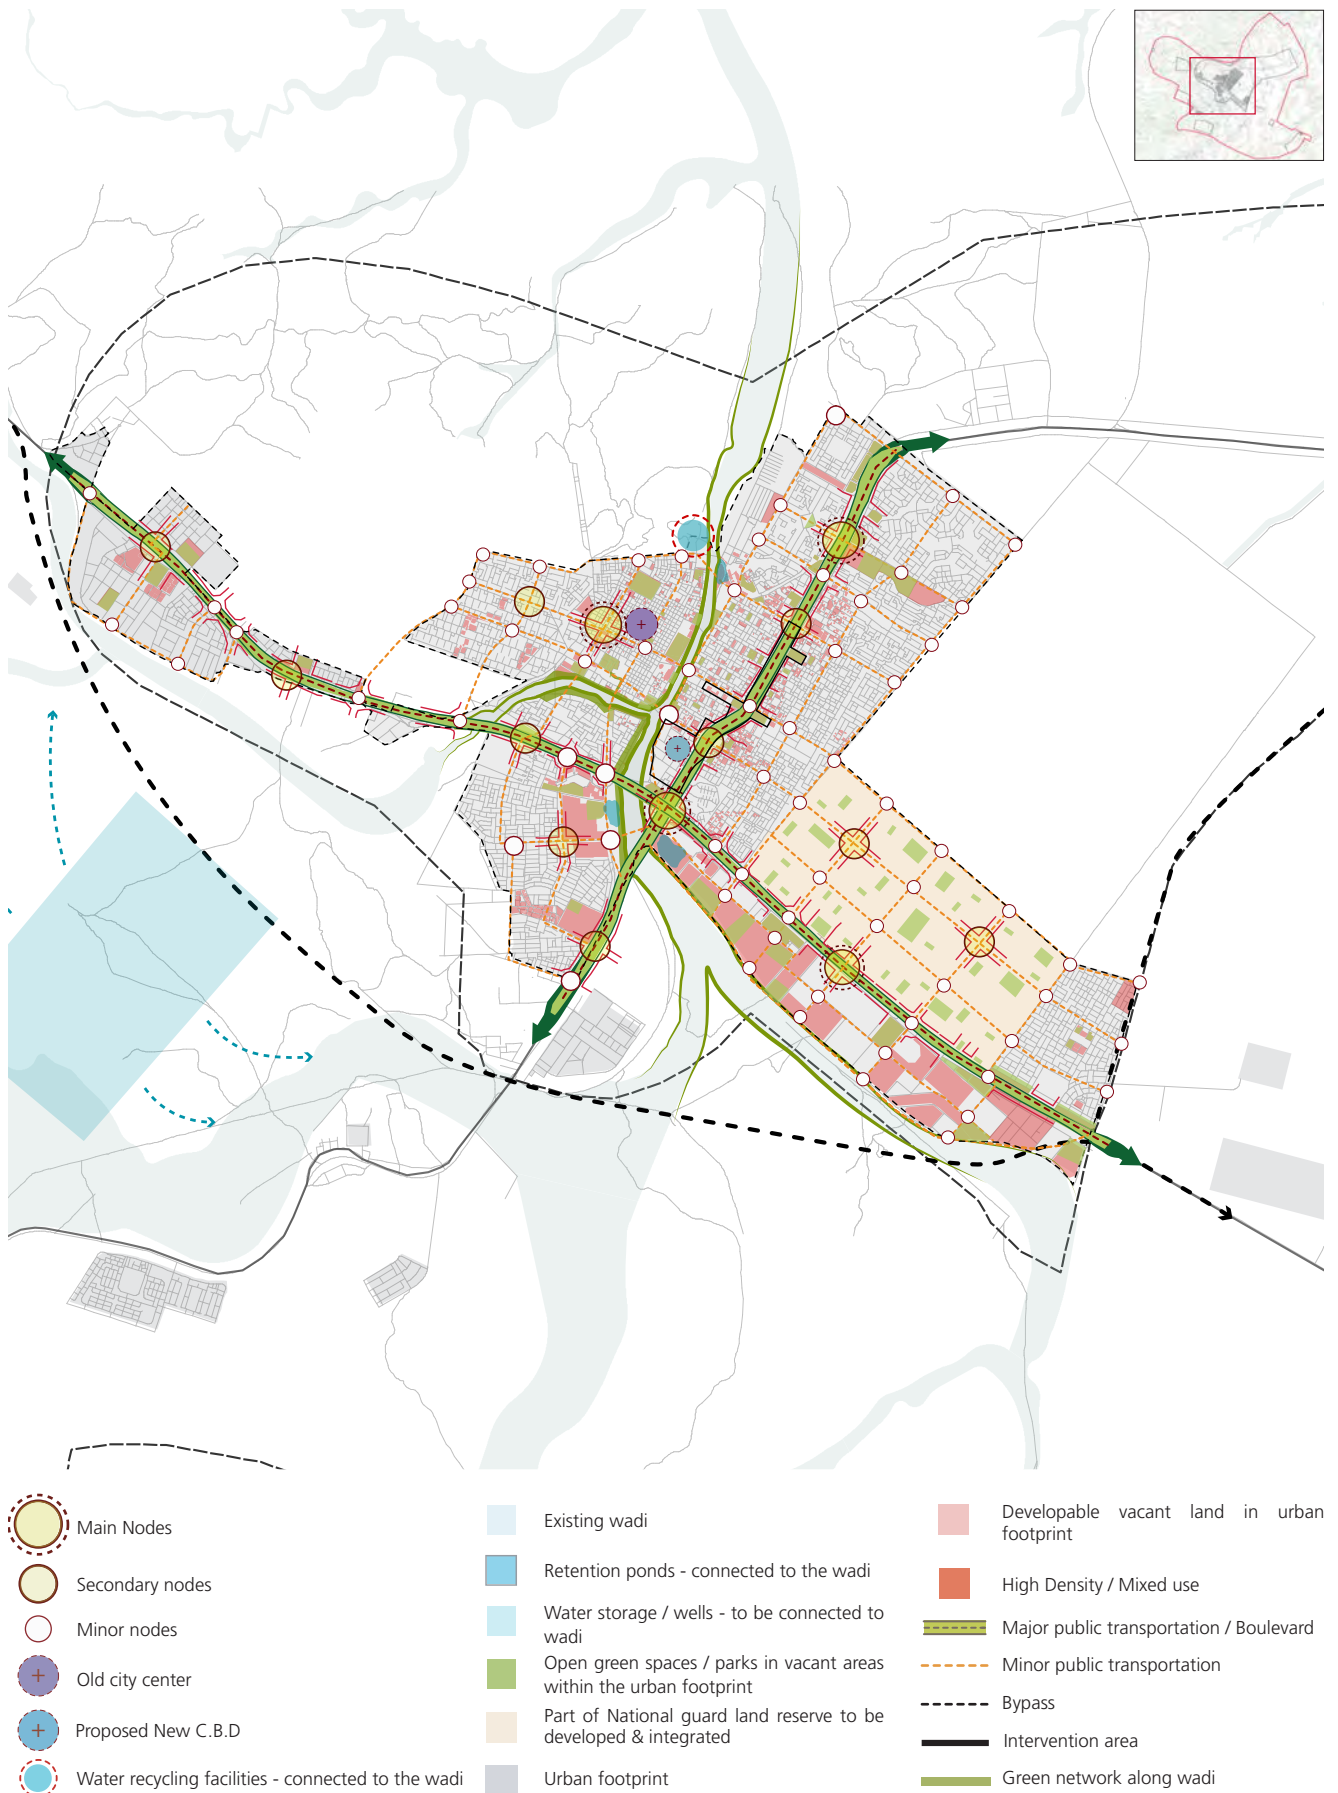 Main Nodes
Secondary nodes
Minor nodes
Old city center
Proposed New C.B.D
Water recycling facilities - connected to the wadi
Existing wadi
Retention ponds - connected to the wadi
Water storage / wells - to be connected to
wadi
Open green spaces / parks in vacant areas
within the urban footprint
Part of National guard land reserve to be
developed & integrated
Urban footprint
Developable vacant land in urban
footprint
High Density / Mixed use
Major public transportation / Boulevard
Minor public transportation
Bypass
Intervention area
Green network along wadi